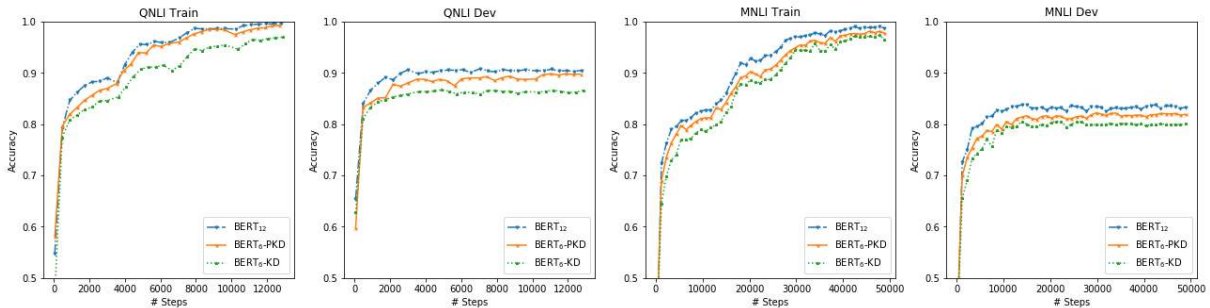 QNLI Train
Accuracy
1.0
0.9
0.8
0.7
0.6
0.5
0 2000 4000 6000 8000 10000 12000
# Steps
BERT₁₂
BERT₆-PKD
BERT₆-KD
QNLI Dev
Accuracy
1.0
0.9
0.8
0.7
0.6
0.5
0 2000 4000 6000 8000 10000 12000
# Steps
BERT₁₂
BERT₆-PKD
BERT₆-KD
MNLI Train
Accuracy
1.0
0.9
0.8
0.7
0.6
0.5
0 10000 20000 30000 40000 50000
# Steps
BERT₁₂
BERT₆-PKD
BERT₆-KD
MNLI Dev
Accuracy
1.0
0.9
0.8
0.7
0.6
0.5
0 10000 20000 30000 40000 50000
# Steps
BERT₁₂
BERT₆-PKD
BERT₆-KD